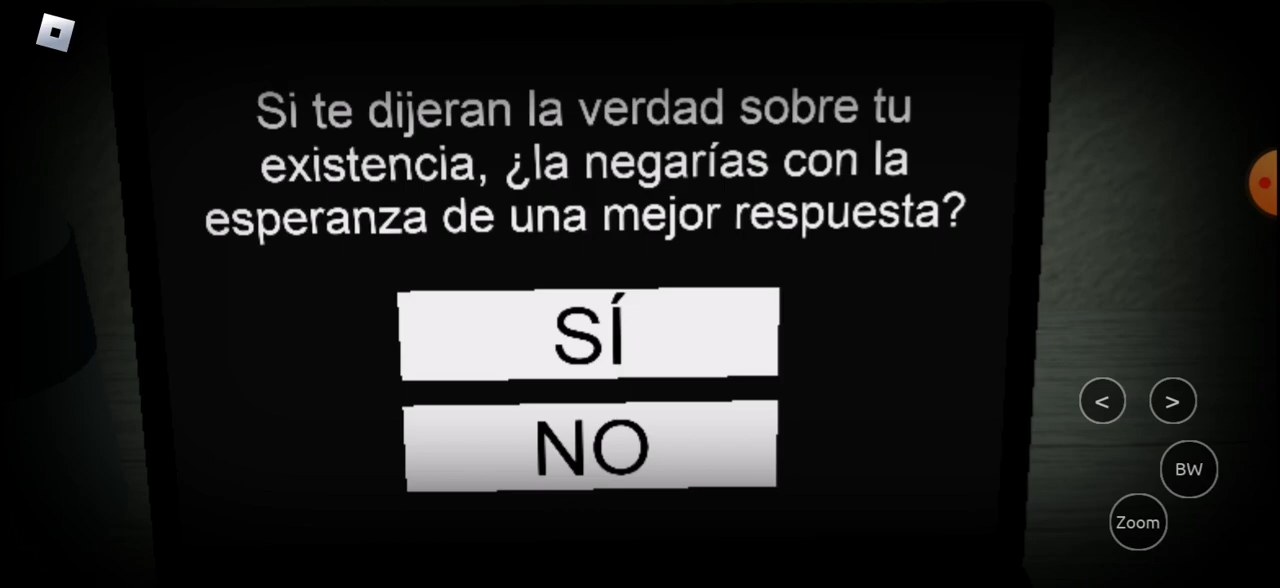 Si te dijeran la verdad sobre tu
existencia, ¿la negarías con la
esperanza de una mejor respuesta?
SÍ
NO
< >
BW
Zoom